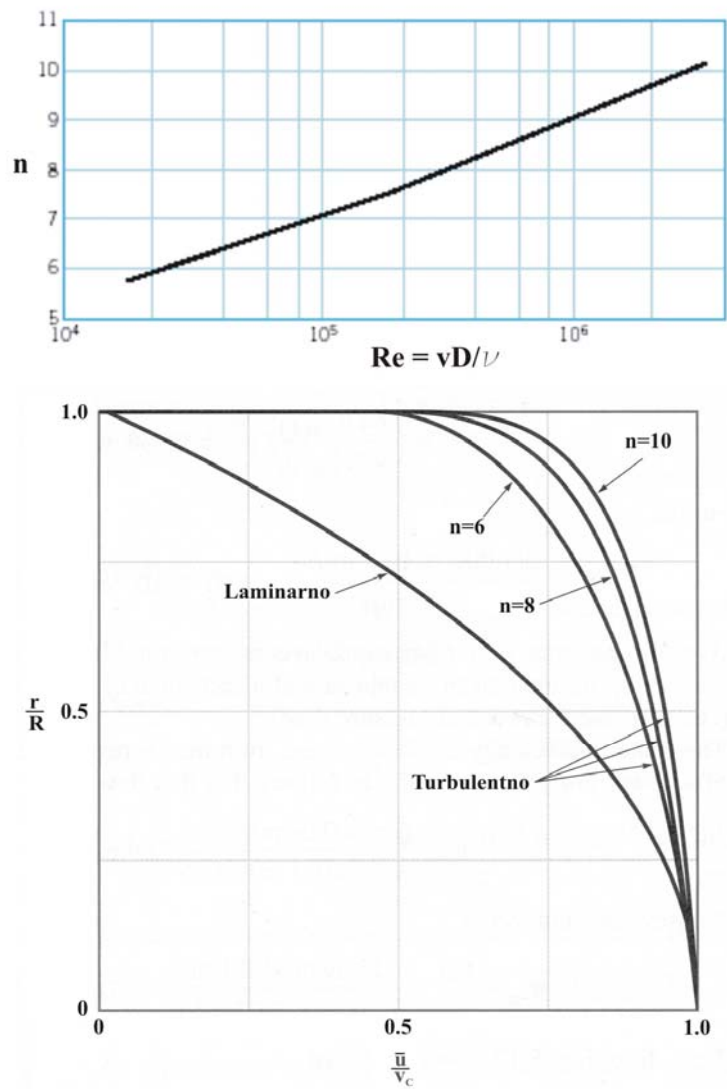 11
10
9
n
8
7
6
5
10⁴
10⁵
10⁶
Re = vD/ν
1.0
n=10
n=6
Laminarno
n=8
r/R
0.5
Turbulentno
0
0
0.5
1.0
ū/v_c